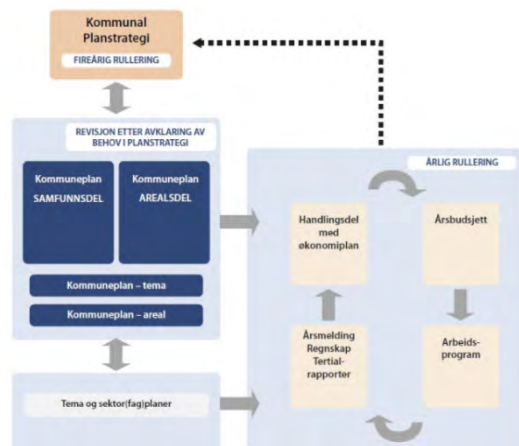 Kommunal
Planstrategi
FIREÅRIG RULLERING
REVISJON ETTER AVKLARING AV
BEHOV I PLANSTRATEGI
Kommuneplan
SAMFUNNSDEL
Kommuneplan
AREALSDEL
Kommuneplan – tema
Kommuneplan – areal
Tema og sektor(fag)planer
ÅRLIG RULLERING
Handlingsdel
med
økonomiplan
Årsbudsjett
Årsmelding
Regnskap
Tertial-
rapporter
Arbeids-
program